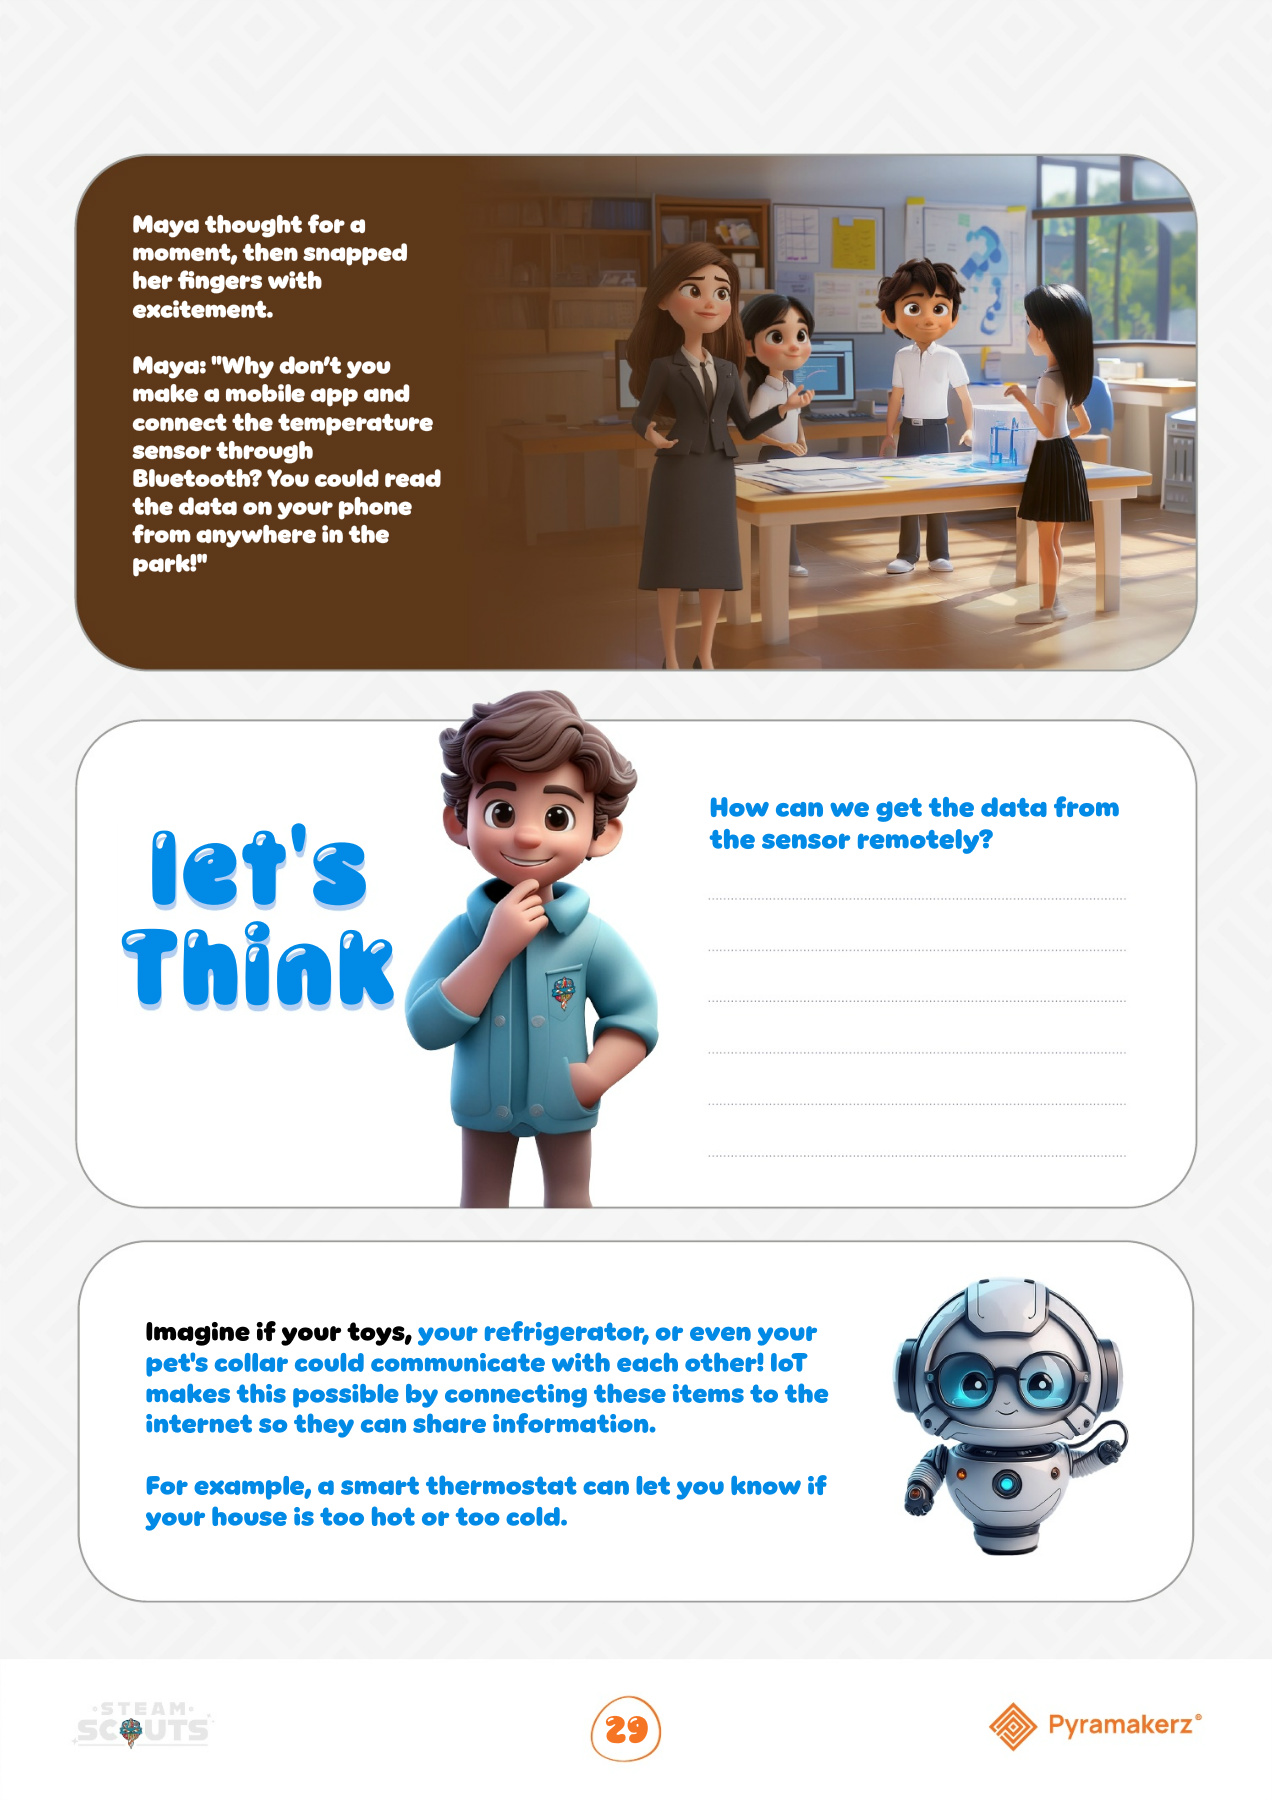 Maya thought for a
moment, then snapped
her fingers with
excitement.
Maya: "Why don’t you
make a mobile app and
connect the temperature
sensor through
Bluetooth? You could read
the data on your phone
from anywhere in the
park!"
let's
Think
How can we get the data from
the sensor remotely?
Imagine if your toys, your refrigerator, or even your
pet's collar could communicate with each other! IoT
makes this possible by connecting these items to the
internet so they can share information.
For example, a smart thermostat can let you know if
your house is too hot or too cold.
STEAM
SCOUTS
29
Pyramakerz®